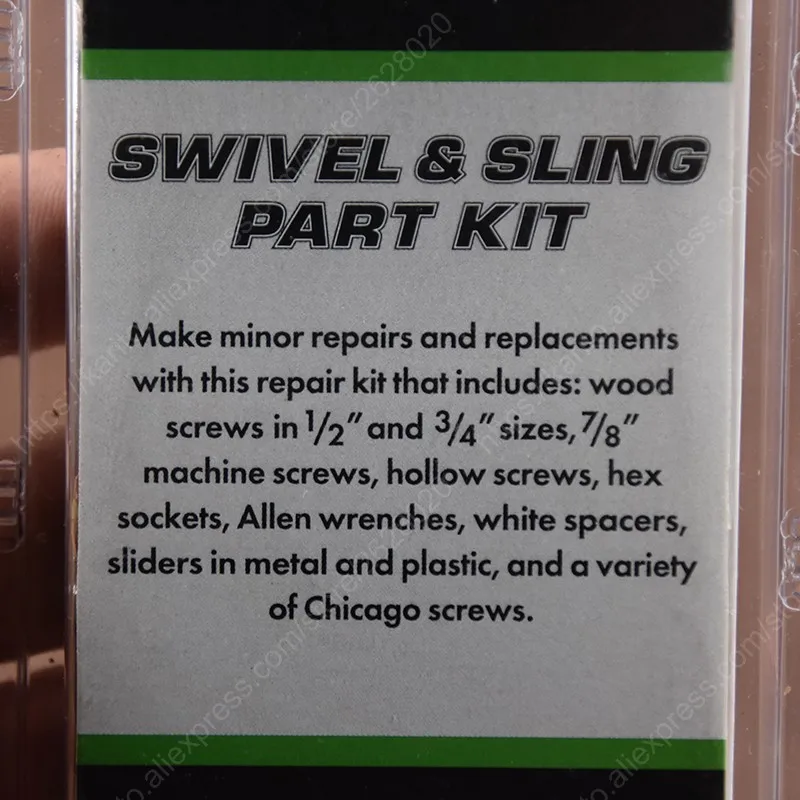 SWIVEL & SLING
PART KIT
Make minor repairs and replacements
with this repair kit that includes: wood
screws in 1/2" and 3/4" sizes, 7/8"
machine screws, hollow screws, hex
sockets, Allen wrenches, white spacers,
sliders in metal and plastic, and a variety
of Chicago screws.